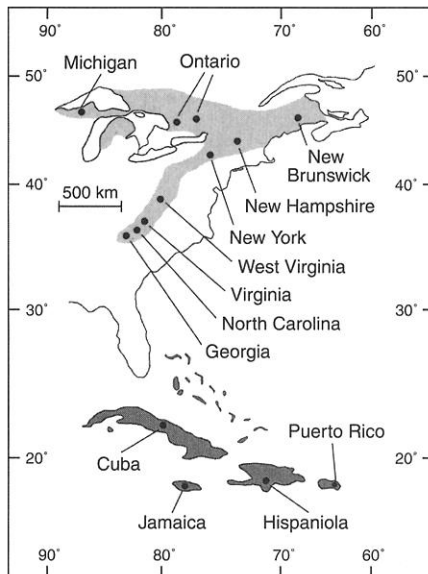 50°
40°
30°
20°
90°
80°
70°
60°
Michigan
Ontario
New
Brunswick
500 km
New Hampshire
New York
West Virginia
Virginia
North Carolina
Georgia
Cuba
Puerto Rico
Jamaica
Hispaniola
50°
40°
30°
20°
90°
80°
70°
60°